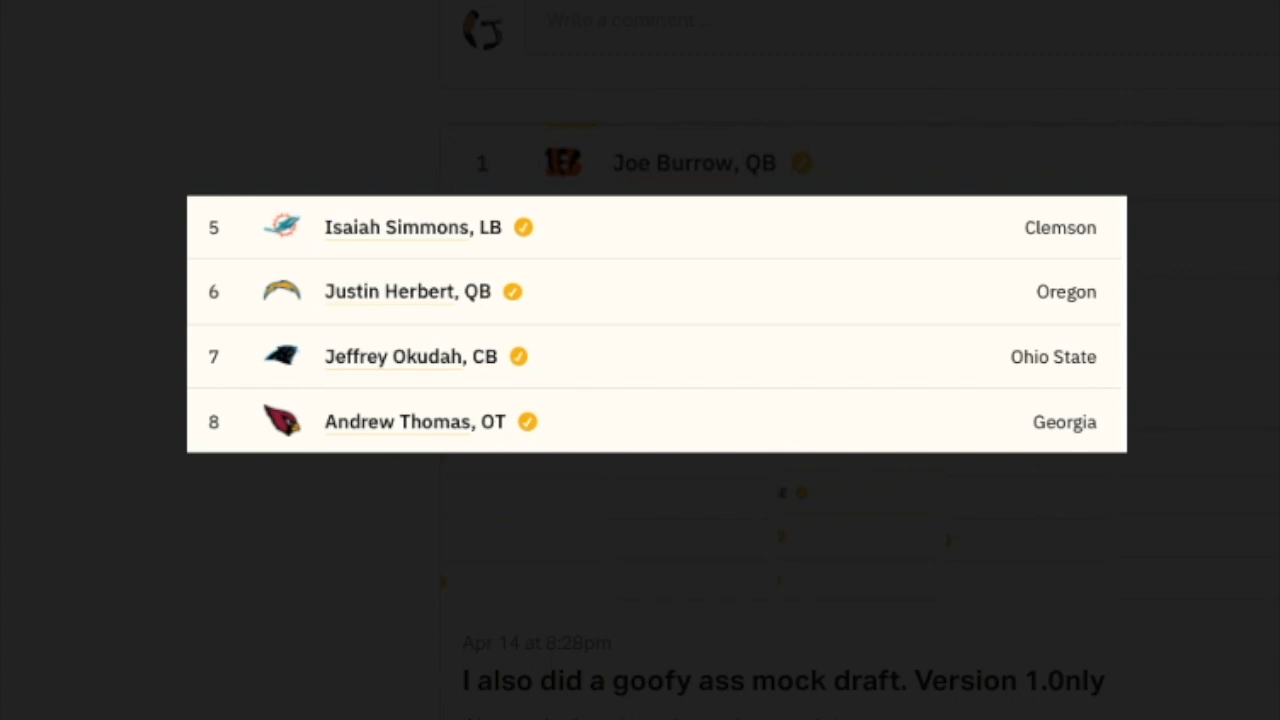 Write a comment ...
1 Joe Burrow, QB
5 Isaiah Simmons, LB Clemson
6 Justin Herbert, QB Oregon
7 Jeffrey Okudah, CB Ohio State
8 Andrew Thomas, OT Georgia
Apr 14 at 8:28pm
I also did a goofy ass mock draft. Version 1.0nly